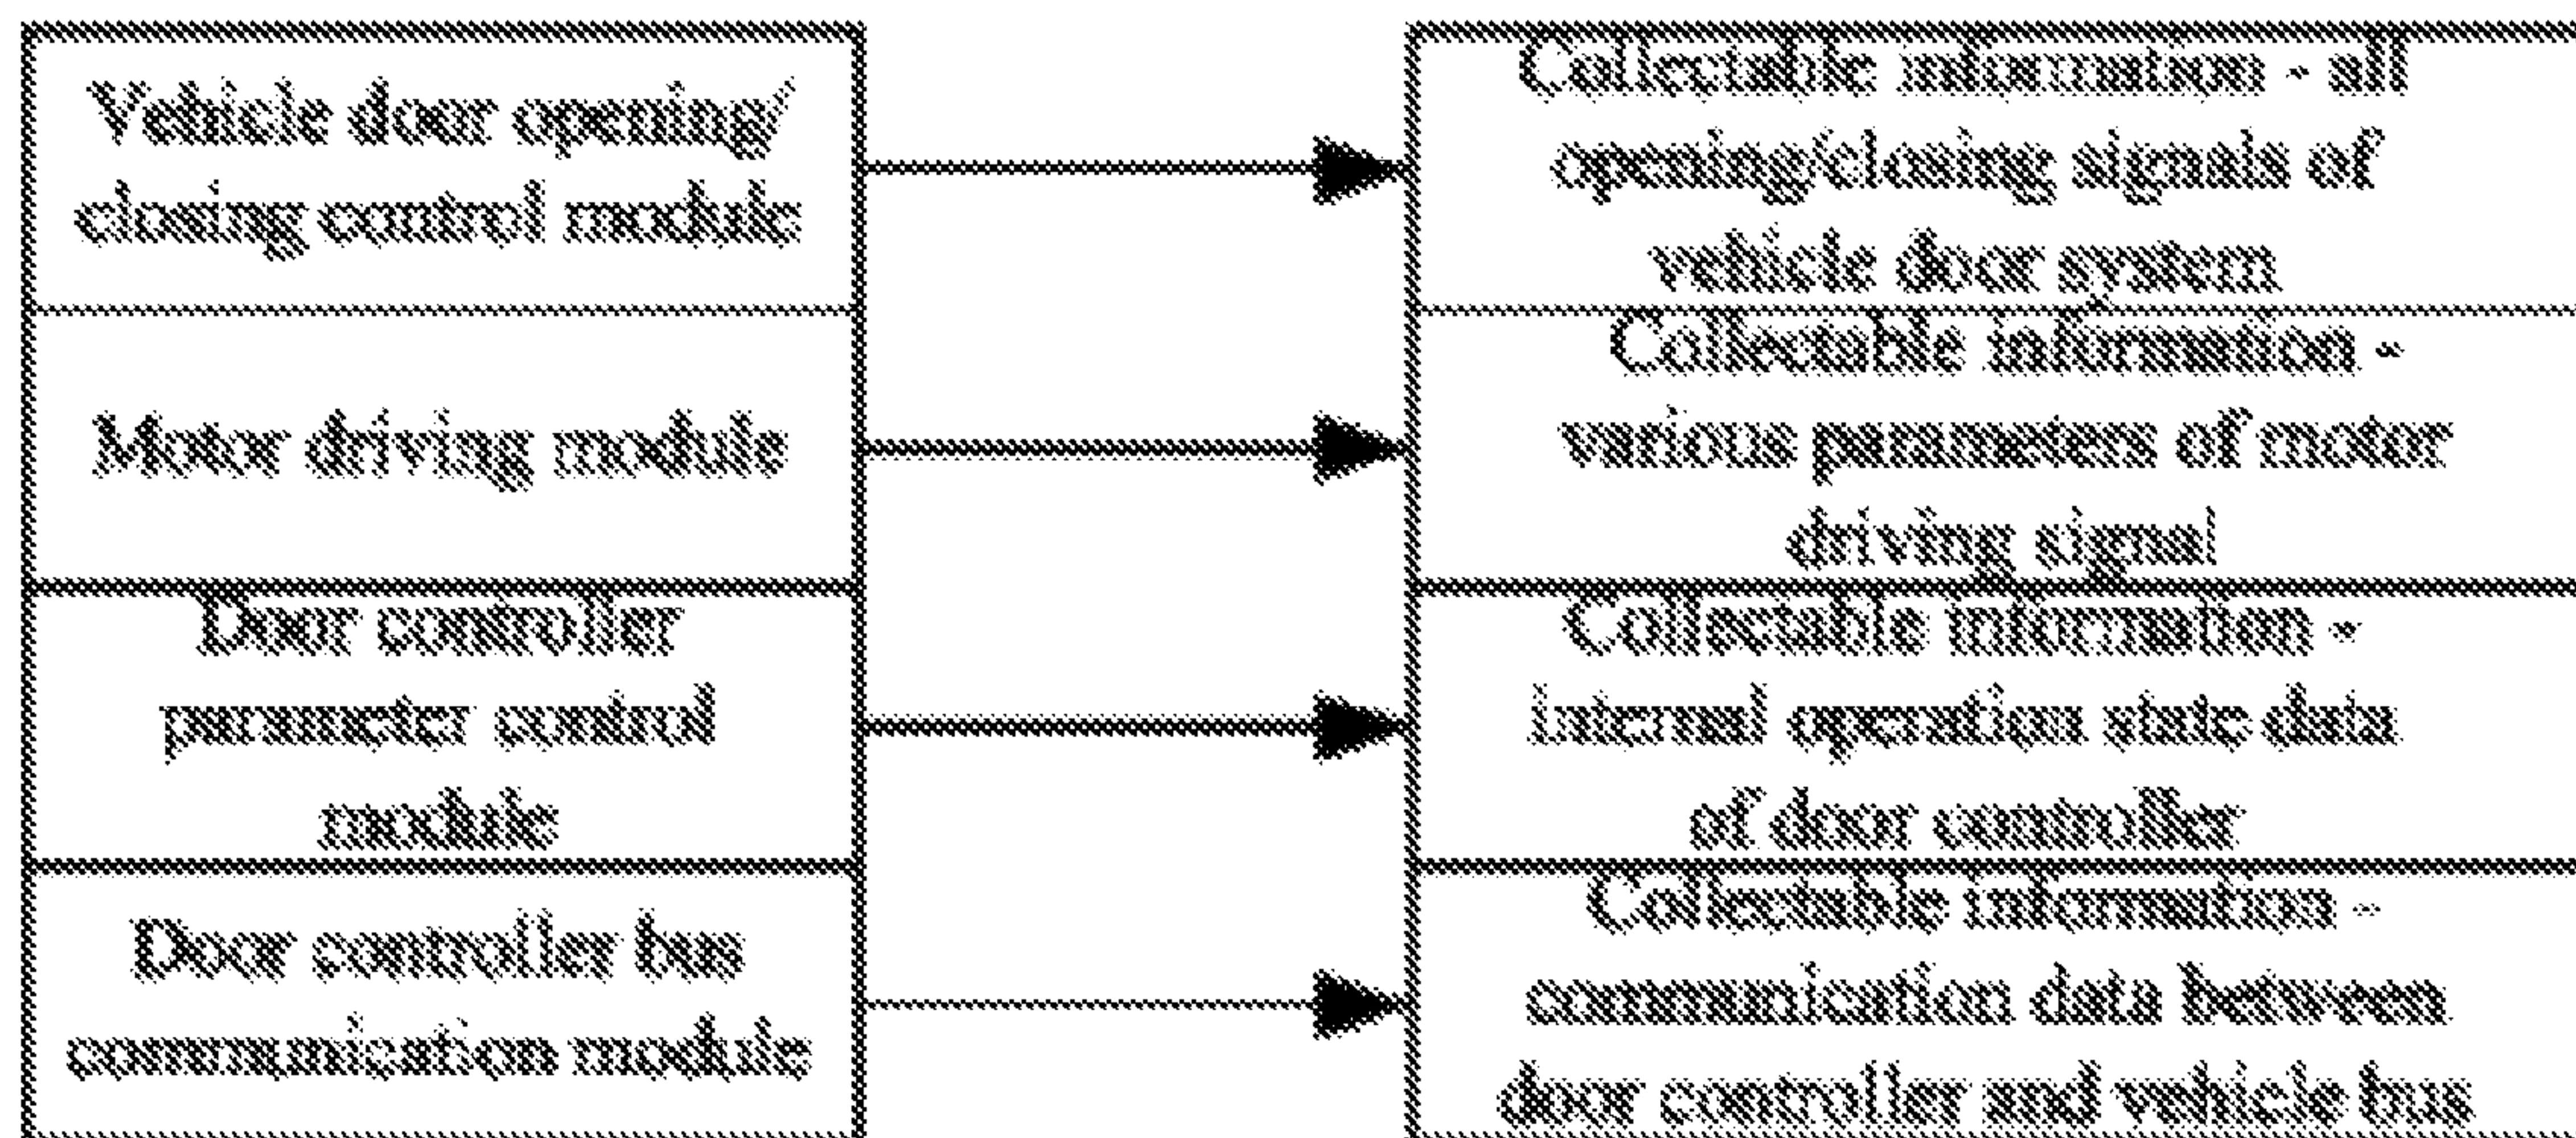 Vehicle door opening/
closing control module
Collectable information - all
opening/closing signals of
vehicle door system
Motor driving module
Collectable information -
various parameters of motor
driving signal
Door controller
parameter control
module
Collectable information -
internal operation state data
of door controller
Door controller bus
communication module
Collectable information -
communication data between
door controller and vehicle bus